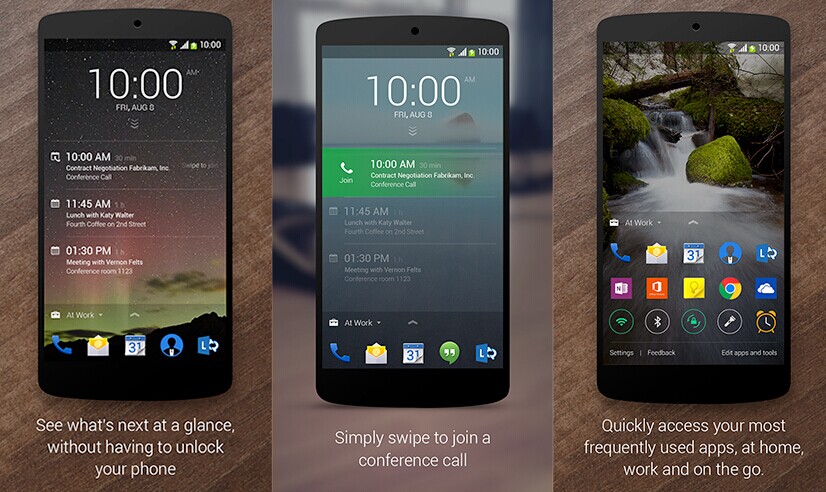 10:00
10:00 AM
FRI, AUG 8
10:00 AM 30 min
Contract Negotiation Fabrikam, Inc.
Conference Call
Swipe to join
11:45 AM 1 h
Lunch with Katy Walter
Fourth Coffee on 2nd Street
01:30 PM 1 h
Meeting with Vernon Felts
Conference room 1123
At Work
31
L
See what's next at a glance,
without having to unlock
your phone
10:00
10:00 AM
FRI, AUG 8
Join
10:00 AM 30 min
Contract Negotiation Fabrikam, Inc.
Conference Call
11:45 AM 1 h
Lunch with Katy Walter
Fourth Coffee on 2nd Street
01:30 PM 1 h
Meeting with Vernon Felts
Conference room 1123
At Work
31
L
Simply swipe to join a
conference call
10:00
At Work
31
L
N
Settings | Feedback
Edit apps and tools
Quickly access your most
frequently used apps, at home,
work and on the go.